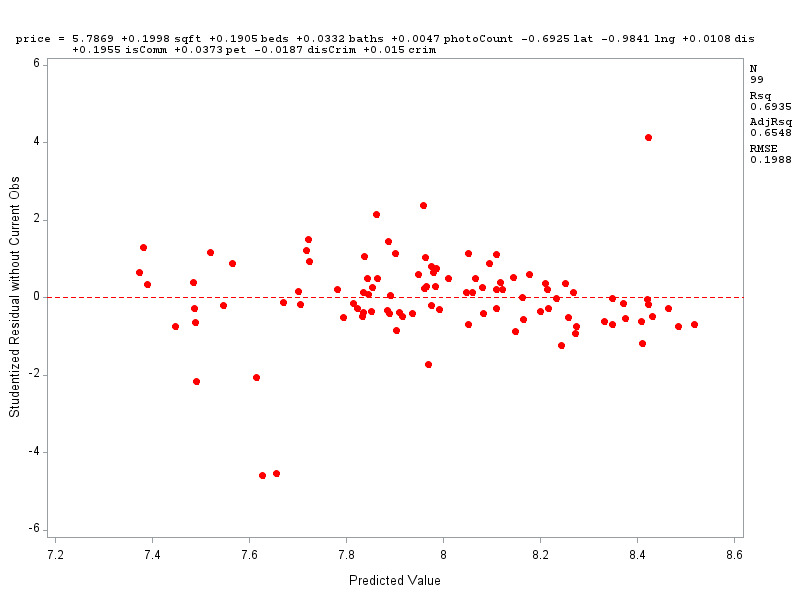 price = 5.7869 +0.1998 sqft +0.1905 beds +0.0332 baths +0.0047 photoCount -0.6925 lat -0.9841 lng +0.0108 dis
+0.1955 isComm +0.0373 pet -0.0187 disCrim +0.015 crim
N
99
Rsq
0.6935
AdjRsq
0.6548
RMSE
0.1988
6
4
2
0
-2
-4
-6
Studentized Residual without Current Obs
7.2 7.4 7.6 7.8 8 8.2 8.4 8.6
Predicted Value